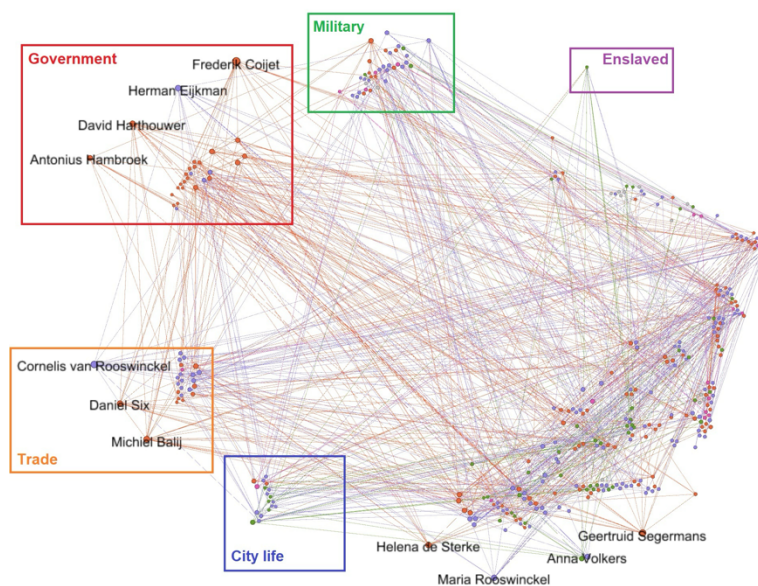 Military
Government
Enslaved
Frederik Coijet
Herman Eijkman
David Harthouwer
Antonius Hambroek
Cornelis van Rooswinckel
Daniel Six
Michiel Balij
Trade
City life
Helena de Sterke
Geertruid Segermans
Anna Volkers
Maria Rooswinckel